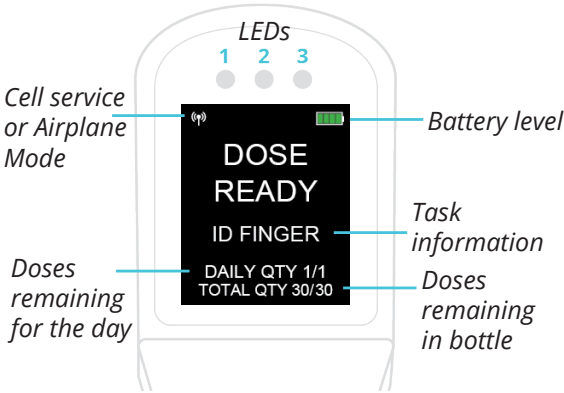 LEDs
1 2 3
Cell service
or Airplane
Mode
Battery level
DOSE
READY
ID FINGER
Task
information
DAILY QTY 1/1
TOTAL QTY 30/30
Doses
remaining
for the day
Doses
remaining
in bottle